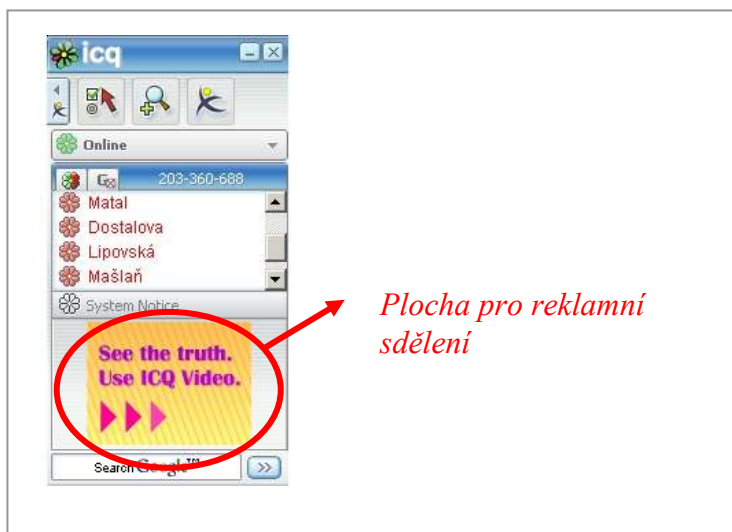 icq
Online
203-360-688
Matal
Dostalova
Lipovská
Mašlaň
System Notice
See the truth.
Use ICQ Video.
Search Google™
Plocha pro reklamní
sdělení